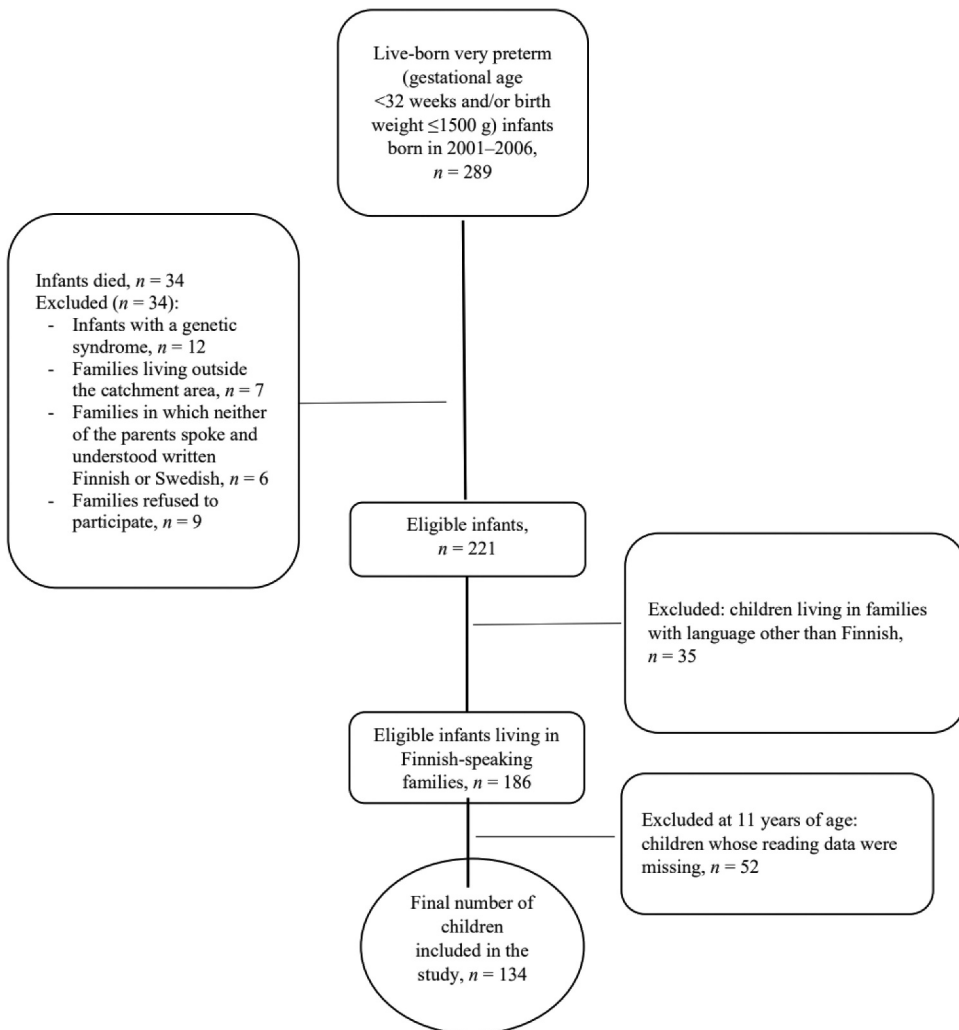 Live-born very preterm
(gestational age
<32 weeks and/or birth
weight ≤1500 g) infants
born in 2001–2006,
n = 289
Infants died, n = 34
Excluded (n = 34):
- Infants with a genetic
syndrome, n = 12
- Families living outside
the catchment area, n = 7
- Families in which neither
of the parents spoke and
understood written
Finnish or Swedish, n = 6
- Families refused to
participate, n = 9
Eligible infants,
n = 221
Excluded: children living in families
with language other than Finnish,
n = 35
Eligible infants living in
Finnish-speaking
families, n = 186
Excluded at 11 years of age:
children whose reading data were
missing, n = 52
Final number of
children
included in the
study, n = 134